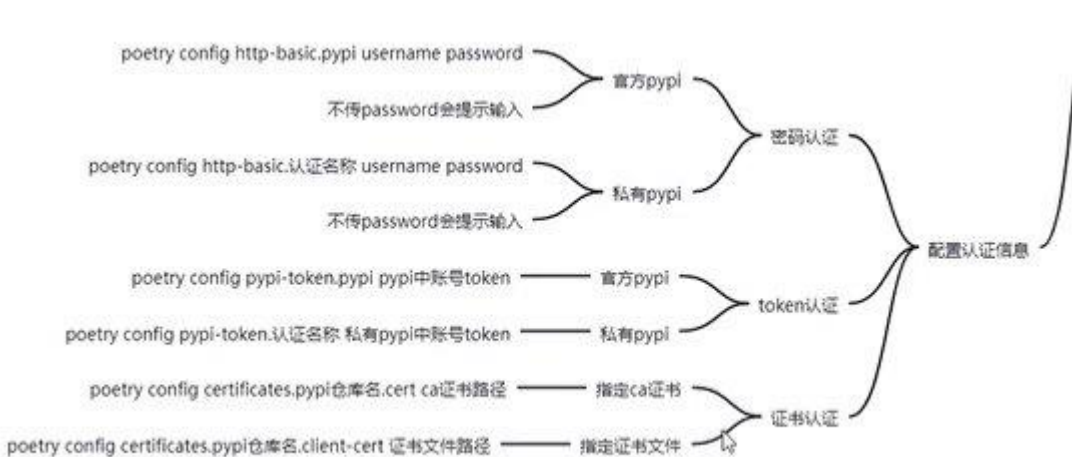 poetry config http-basic.pypi username password
官方pypi
不传password会提示输入
密码认证
poetry config http-basic.认证名称 username password
私有pypi
不传password会提示输入
配置认证信息
poetry config pypi-token.pypi pypi中账号token
官方pypi
token认证
poetry config pypi-token.认证名称 私有pypi中账号token
私有pypi
poetry config certificates.pypi仓库名.cert ca证书路径
指定ca证书
证书认证
poetry config certificates.pypi仓库名.client-cert 证书文件路径
指定证书文件